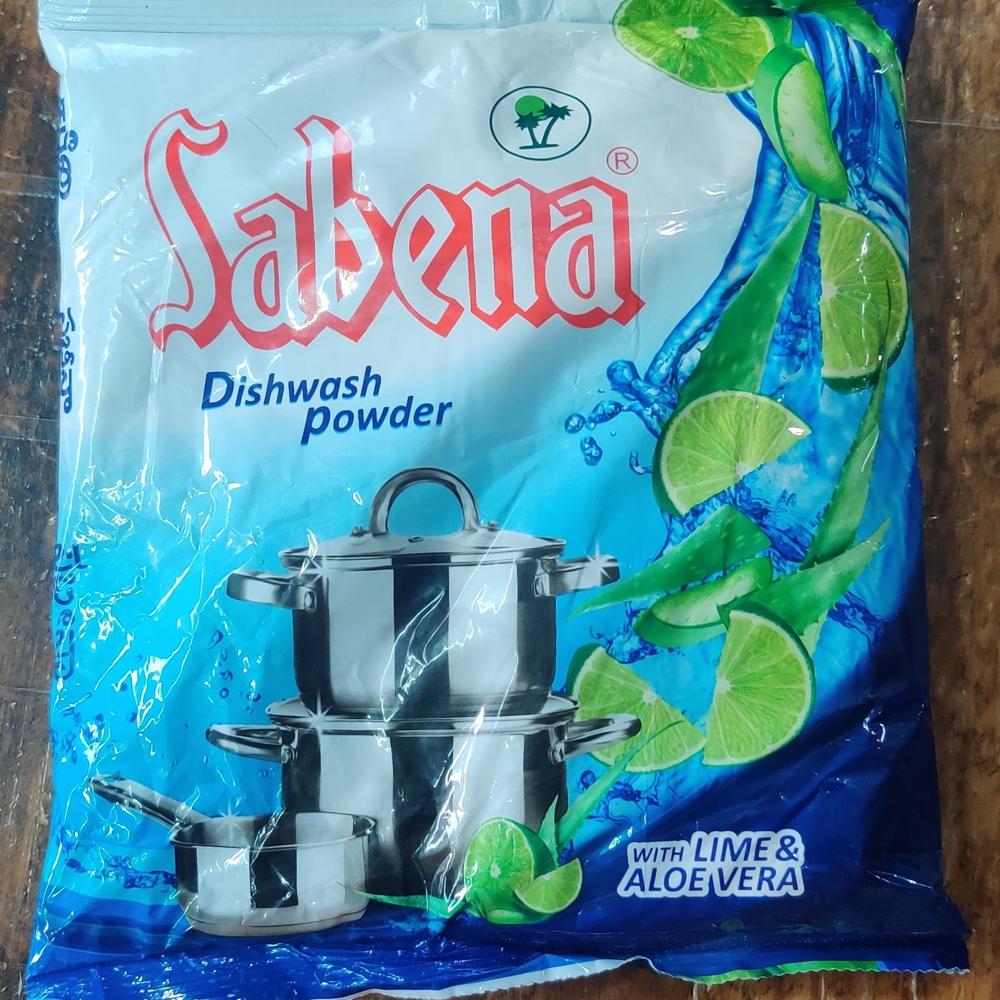 Sabena®
Dishwash
powder
WITH LIME &
ALOE VERA